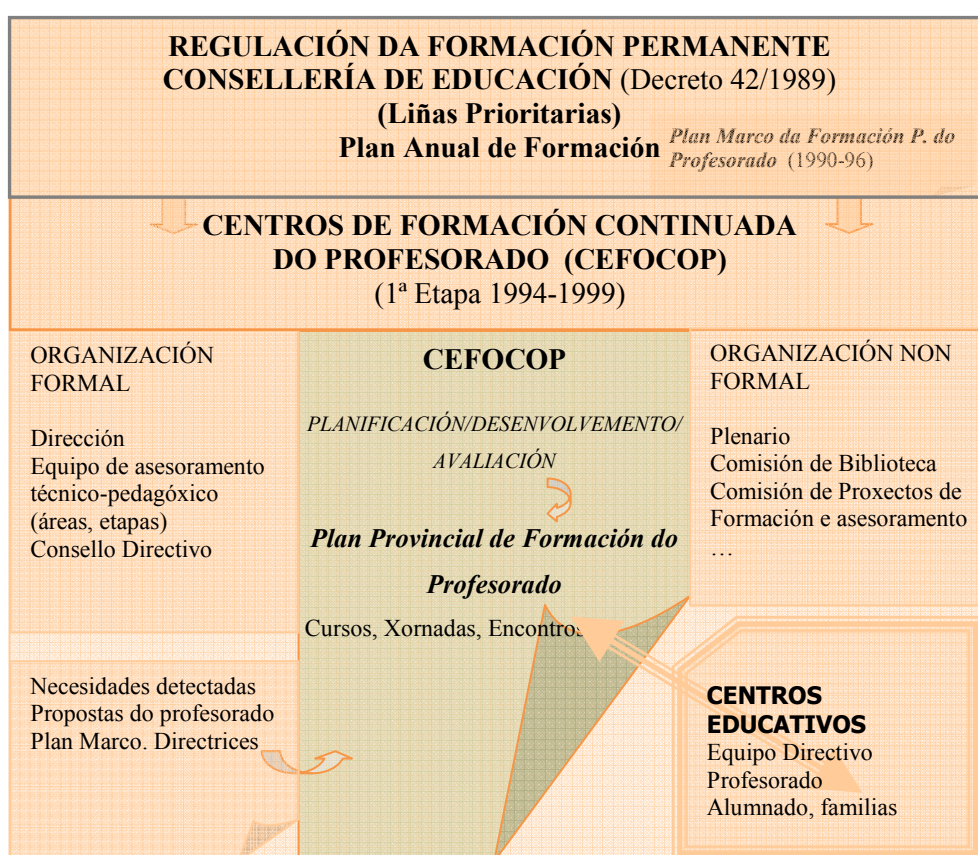 REGULACIÓN DA FORMACIÓN PERMANENTE
CONSELLERÍA DE EDUCACIÓN (Decreto 42/1989)
(Liñas Prioritarias)
Plan Anual de Formación
Plan Marco da Formación P. do
Profesorado (1990-96)
CENTROS DE FORMACIÓN CONTINUADA
DO PROFESORADO (CEFOCOP)
(1ª Etapa 1994-1999)
ORGANIZACIÓN
FORMAL
Dirección
Equipo de asesoramento
técnico-pedagóxico
(áreas, etapas)
Consello Directivo
CEFOCOP
PLANIFICACIÓN/DESENVOLVEMENTO/
AVALIACIÓN
Plan Provincial de Formación do
Profesorado
Cursos, Xornadas, Encontros
ORGANIZACIÓN NON
FORMAL
Plenario
Comisión de Biblioteca
Comisión de Proxectos de
Formación e asesoramento
…
Necesidades detectadas
Propostas do profesorado
Plan Marco. Directrices
CENTROS
EDUCATIVOS
Equipo Directivo
Profesorado
Alumnado, familias